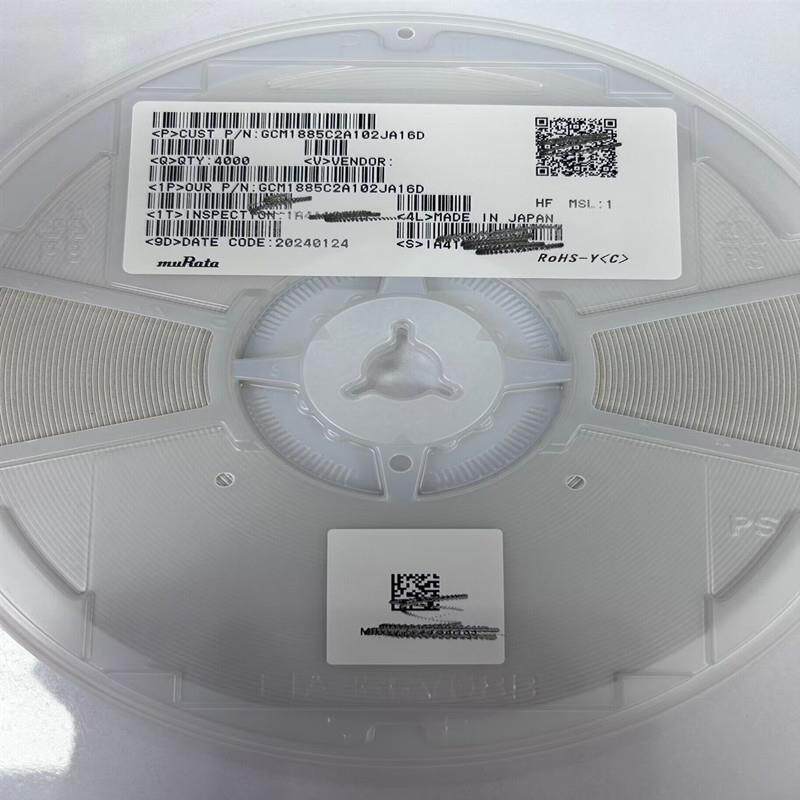 <P>CUST P/N:GCM1885C2A102JA16D
<Q>QTY:4000 <V>VENDOR:
<1P>OUR P/N:GCM1885C2A102JA16D
HF MSL:1
<1T>INSPECTION: <4L>MADE IN JAPAN
<9D>DATE CODE:20240124 <S>IA41
muRata RoHS-Y<C>
PS